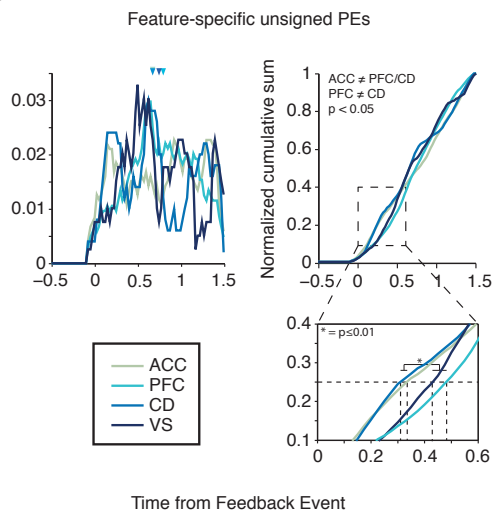 Feature-specific unsigned PEs
0.03
0.02
0.01
0
−0.5 0 0.5 1 1.5
Normalized cumulative sum
1
0.8
0.6
0.4
0.2
0
−0.5 0 0.5 1 1.5
ACC ≠ PFC/CD
PFC ≠ CD
p < 0.05
ACC
PFC
CD
VS
0.4
0.3
0.2
0.1
0 0.2 0.4 0.6
* = p≤0.01
*
Time from Feedback Event